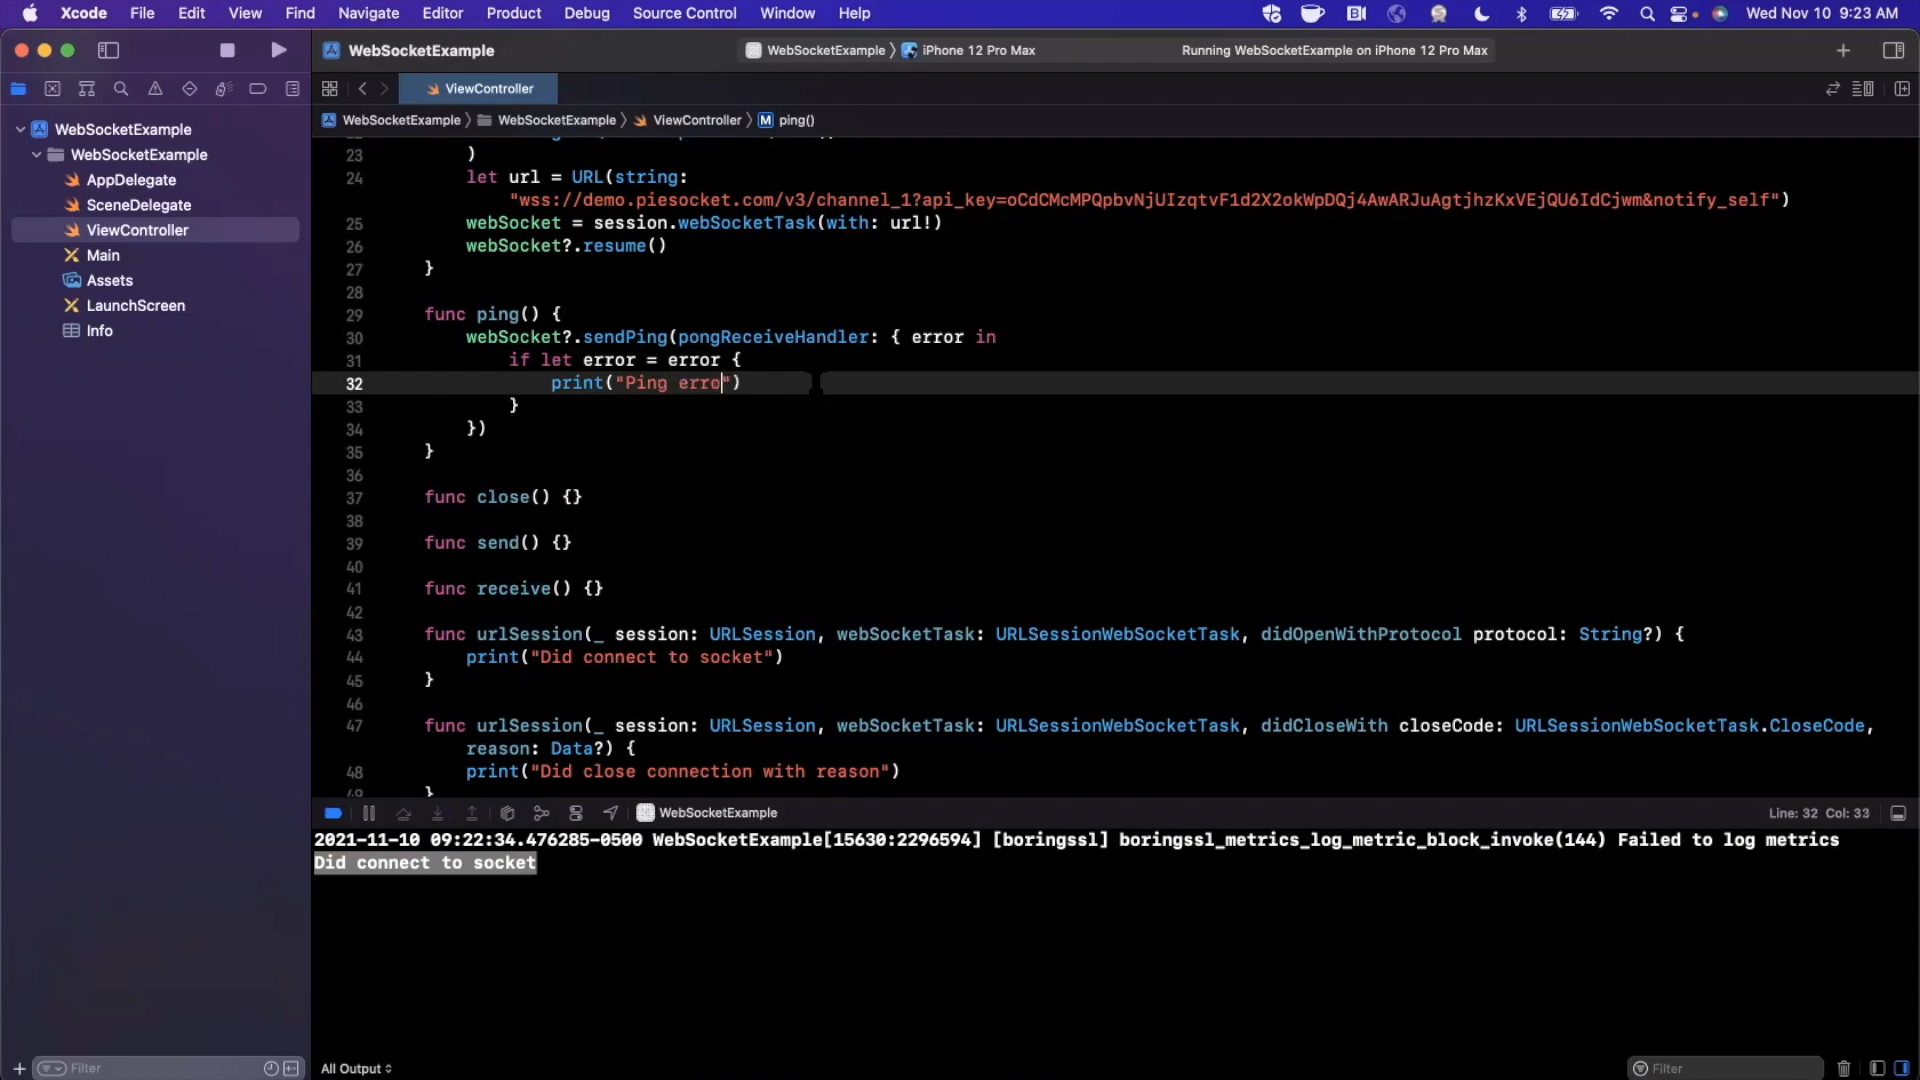 Xcode File Edit View Find Navigate Editor Product Debug Source Control Window Help Wed Nov 10 9:23 AM
WebSocketExample WebSocketExample iPhone 12 Pro Max Running WebSocketExample on iPhone 12 Pro Max
ViewController
WebSocketExample WebSocketExample ViewController M ping()
WebSocketExample
WebSocketExample
AppDelegate
SceneDelegate
ViewController
Main
Assets
LaunchScreen
Info
23 )
24 let url = URL(string:
"wss://demo.piesocket.com/v3/channel_1?api_key=oCdCMcMPQpbvNjUIzqtvF1d2X2okWpDQj4AwARJuAgtjhzKxVEjQU6IdCjwm&notify_self")
25 webSocket = session.webSocketTask(with: url!)
26 webSocket?.resume()
27 }
28
29 func ping() {
30 webSocket?.sendPing(pongReceiveHandler: { error in
31 if let error = error {
32 print("Ping erro")
33 }
34 })
35 }
36
37 func close() {}
38
39 func send() {}
40
41 func receive() {}
42
43 func urlSession(_ session: URLSession, webSocketTask: URLSessionWebSocketTask, didOpenWithProtocol protocol: String?) {
44 print("Did connect to socket")
45 }
46
47 func urlSession(_ session: URLSession, webSocketTask: URLSessionWebSocketTask, didCloseWith closeCode: URLSessionWebSocketTask.CloseCode,
reason: Data?) {
48 print("Did close connection with reason")
49 }
WebSocketExample Line: 32 Col: 33
2021-11-10 09:22:34.476285-0500 WebSocketExample[15630:2296594] [boringssl] boringssl_metrics_log_metric_block_invoke(144) Failed to log metrics
Did connect to socket
Filter All Output Filter